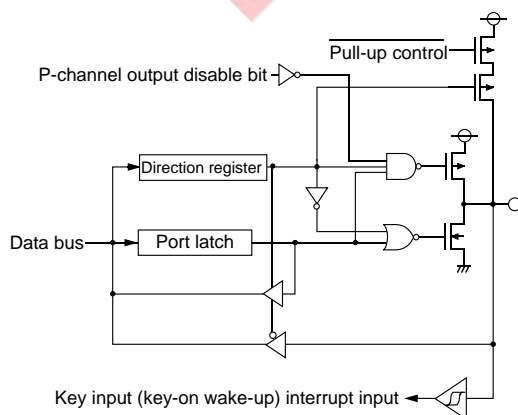 Pull-up control
P-channel output disable bit
Direction register
Data bus
Port latch
Key input (key-on wake-up) interrupt input